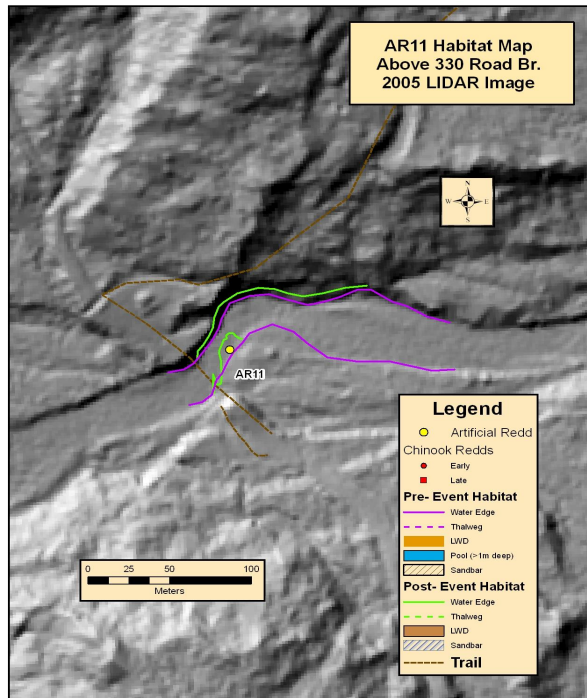 AR11 Habitat Map
Above 330 Road Br.
2005 LIDAR Image
N
W E
S
AR11
Legend
Artificial Redd
Chinook Redds
Early
Late
Pre- Event Habitat
Water Edge
Thalweg
LWD
Pool (>1m deep)
Sandbar
Post- Event Habitat
Water Edge
Thalweg
LWD
Sandbar
Trail
0 25 50 100
Meters